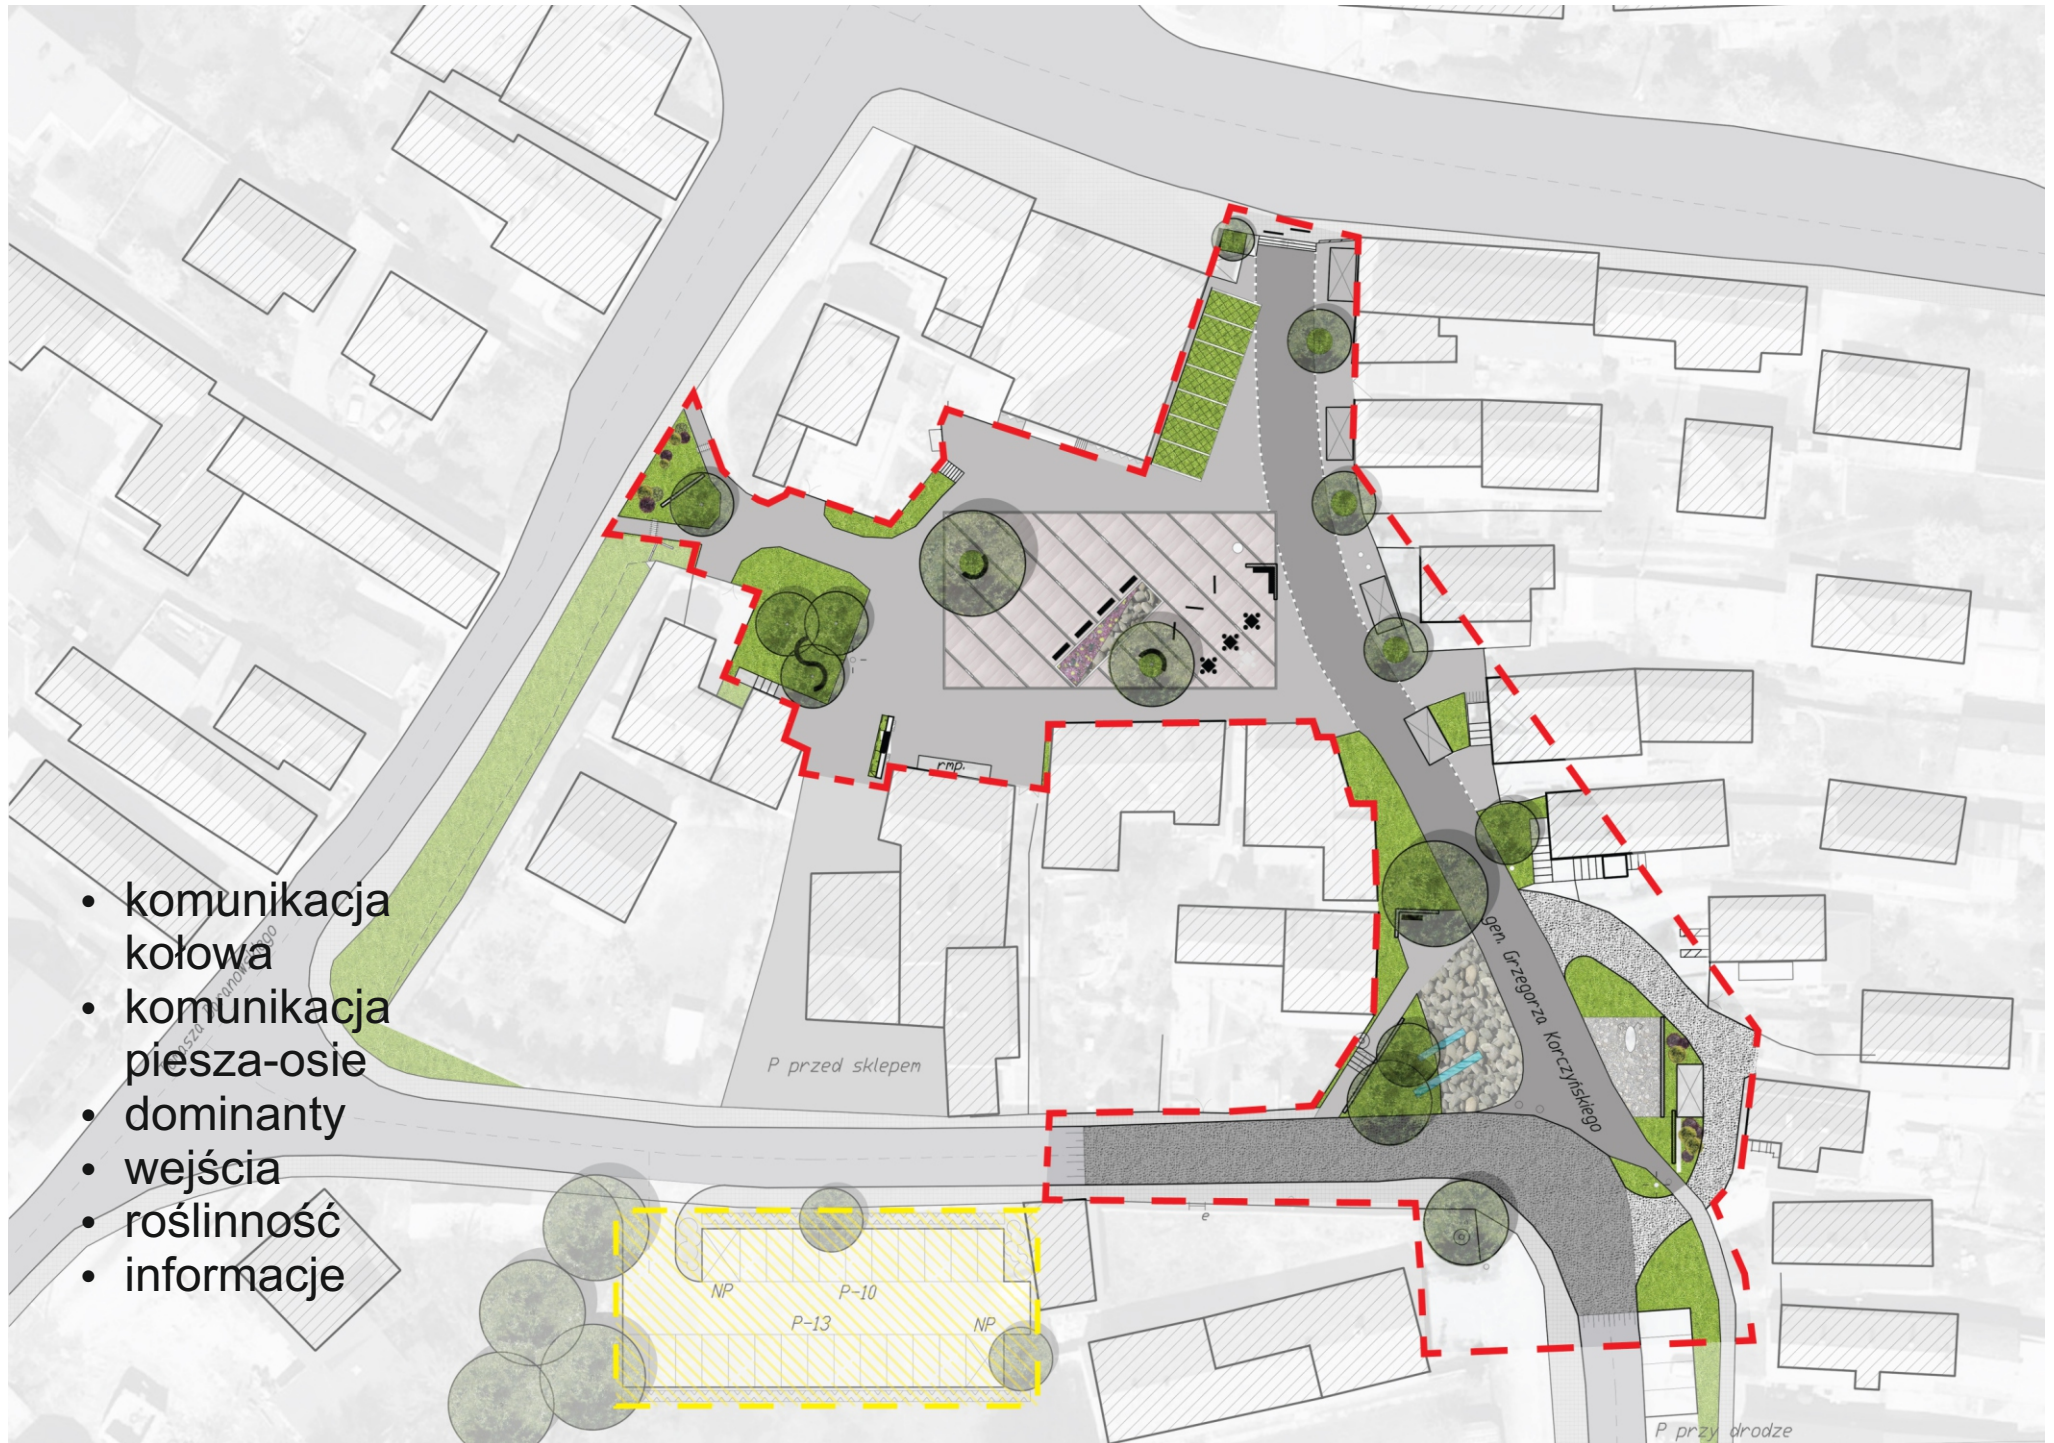 rmp.
• komunikacja
kołowa
• komunikacja
piesza-osie
• dominanty
• wejścia
• roślinność
• informacje
gen. Grzegorza Korczyńskiego
P przed sklepem
e
NP
P-10
P-13
NP
P przy drodze